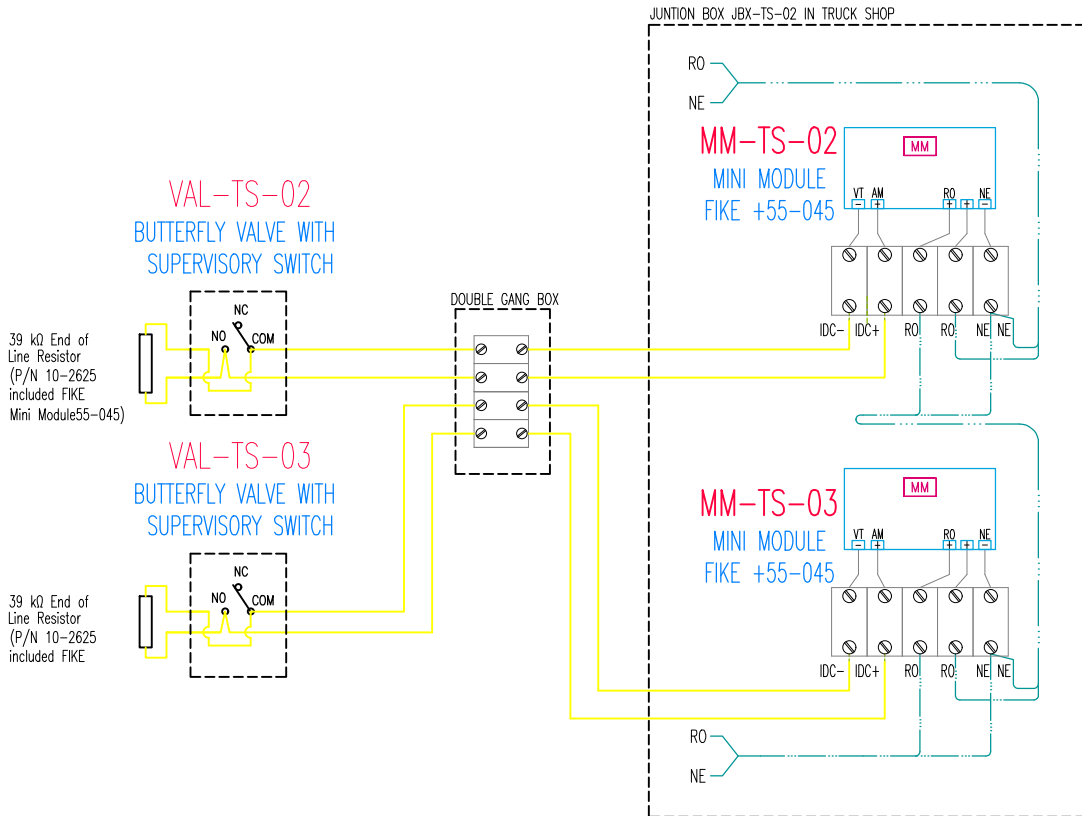 JUNTION BOX JBX-TS-02 IN TRUCK SHOP
RO
NE
MM-TS-02
MINI MODULE
FIKE +55-045
MM
VT AM RO NE
- + + + -
IDC- IDC+ RO RO NE NE
VAL-TS-02
BUTTERFLY VALVE WITH
SUPERVISORY SWITCH
NC
NO COM
39 kΩ End of
Line Resistor
(P/N 10-2625
included FIKE
Mini Module55-045)
DOUBLE GANG BOX
VAL-TS-03
BUTTERFLY VALVE WITH
SUPERVISORY SWITCH
NC
NO COM
39 kΩ End of
Line Resistor
(P/N 10-2625
included FIKE
MM-TS-03
MINI MODULE
FIKE +55-045
MM
VT AM RO NE
- + + + -
IDC- IDC+ RO RO NE NE
RO
NE